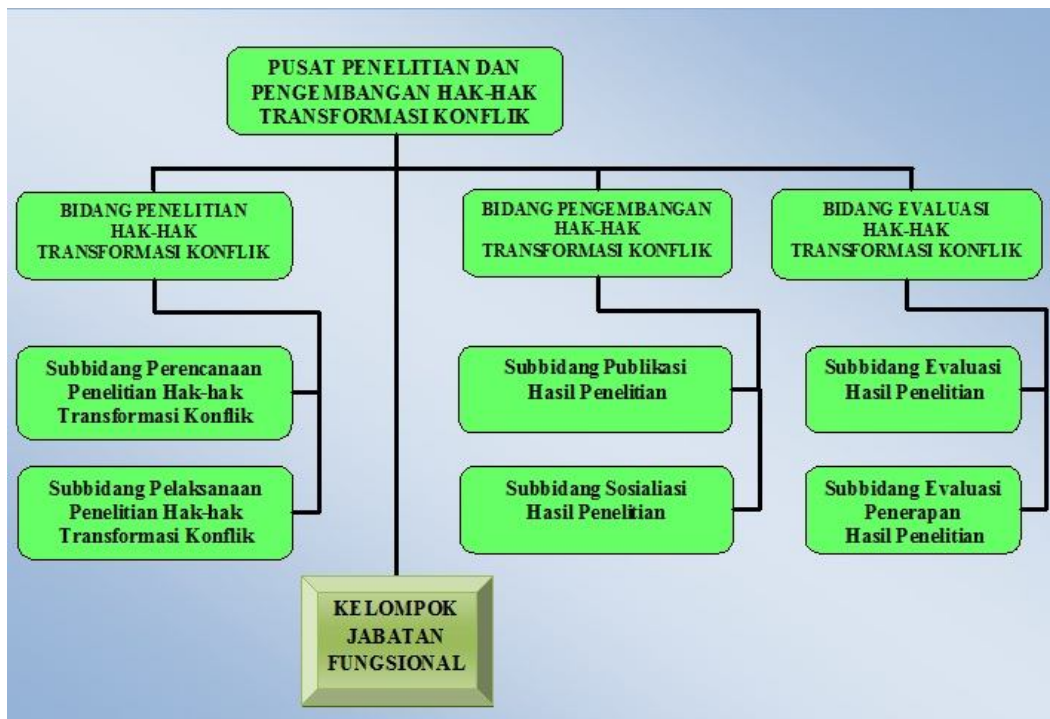 PUSAT PENELITIAN DAN
PENGEMBANGAN HAK-HAK
TRANSFORMASI KONFLIK
BIDANG PENELITIAN
HAK-HAK
TRANSFORMASI KONFLIK
Subbidang Perencanaan
Penelitian Hak-hak
Transformasi Konflik
Subbidang Pelaksanaan
Penelitian Hak-hak
Transformasi Konflik
BIDANG PENGEMBANGAN
HAK-HAK
TRANSFORMASI KONFLIK
Subbidang Publikasi
Hasil Penelitian
Subbidang Sosialiasi
Hasil Penelitian
BIDANG EVALUASI
HAK-HAK
TRANSFORMASI KONFLIK
Subbidang Evaluasi
Hasil Penelitian
Subbidang Evaluasi
Penerapan
Hasil Penelitian
KELOMPOK
JABATAN
FUNGSIONAL